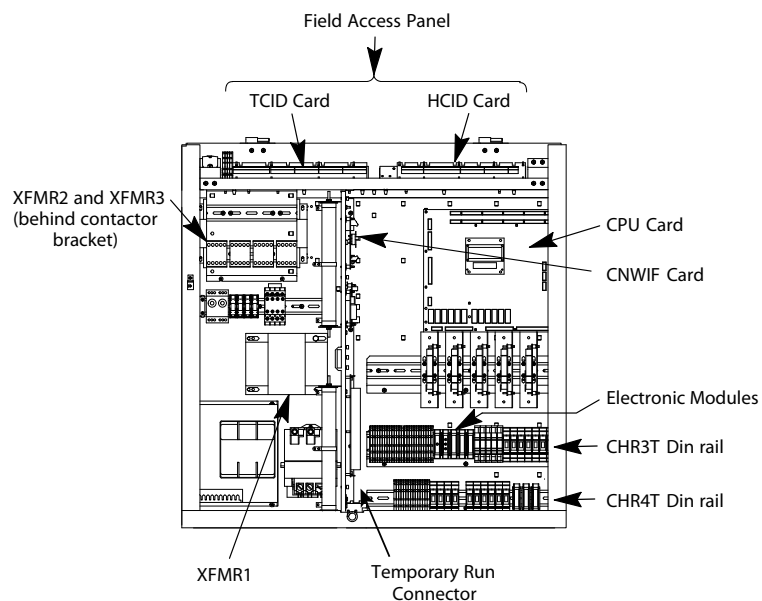 Field Access Panel
TCID Card
HCID Card
XFMR2 and XFMR3
(behind contactor
bracket)
CPU Card
CNWIF Card
Electronic Modules
CHR3T Din rail
CHR4T Din rail
XFMR1
Temporary Run
Connector